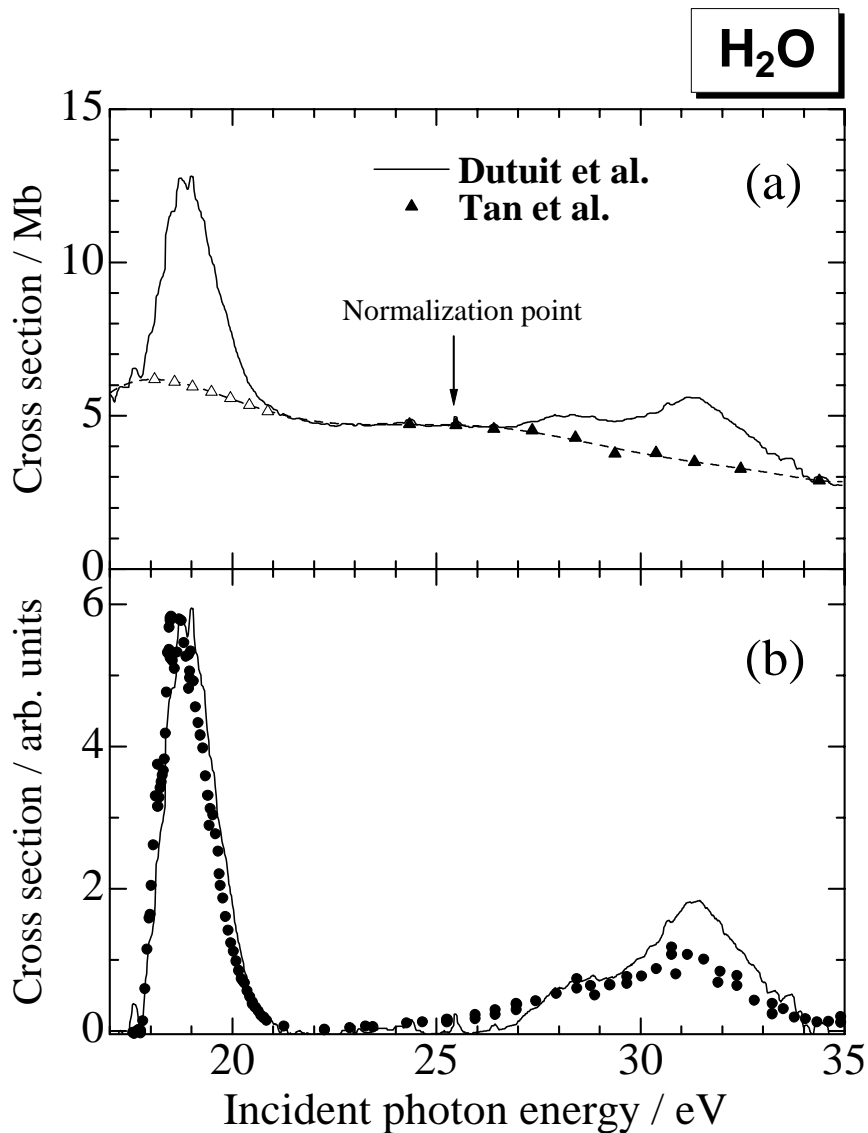 H₂O
15
10
5
0
Cross section / Mb
Dutuit et al.
Tan et al.
(a)
Normalization point
6
4
2
0
Cross section / arb. units
(b)
20
25
30
35
Incident photon energy / eV